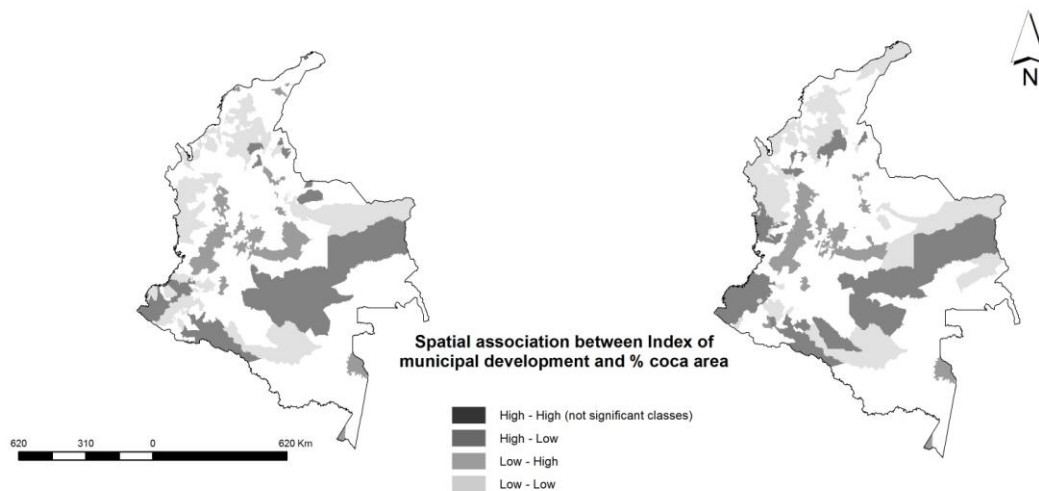 N
Spatial association between Index of
municipal development and % coca area
High - High (not significant classes)
High - Low
Low - High
Low - Low
620 310 0 620 Km